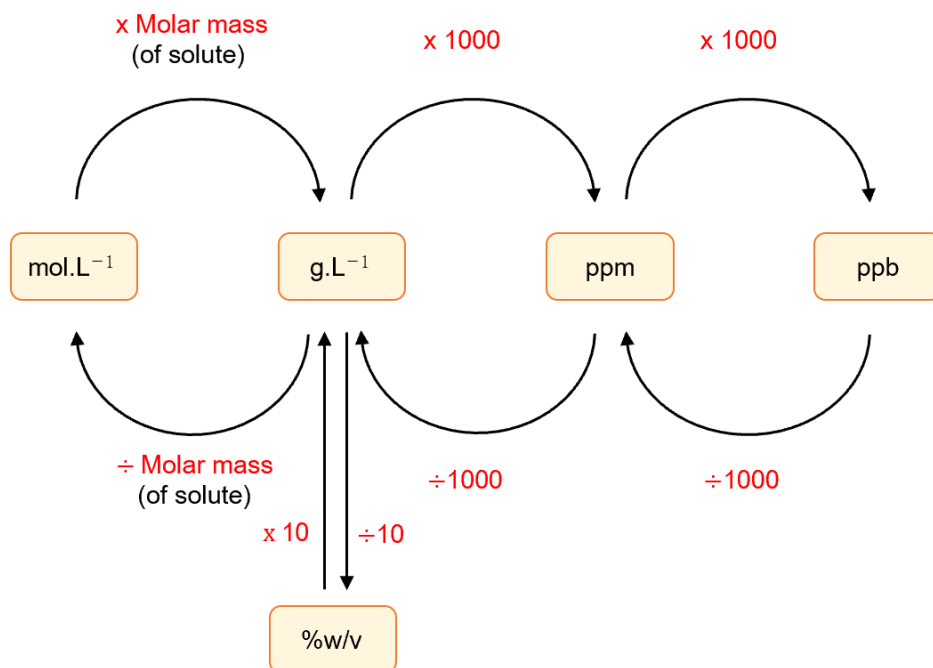 x Molar mass
(of solute)
x 1000
x 1000
mol.L⁻¹
g.L⁻¹
ppm
ppb
÷ Molar mass
(of solute)
÷1000
÷1000
x 10
÷10
%w/v